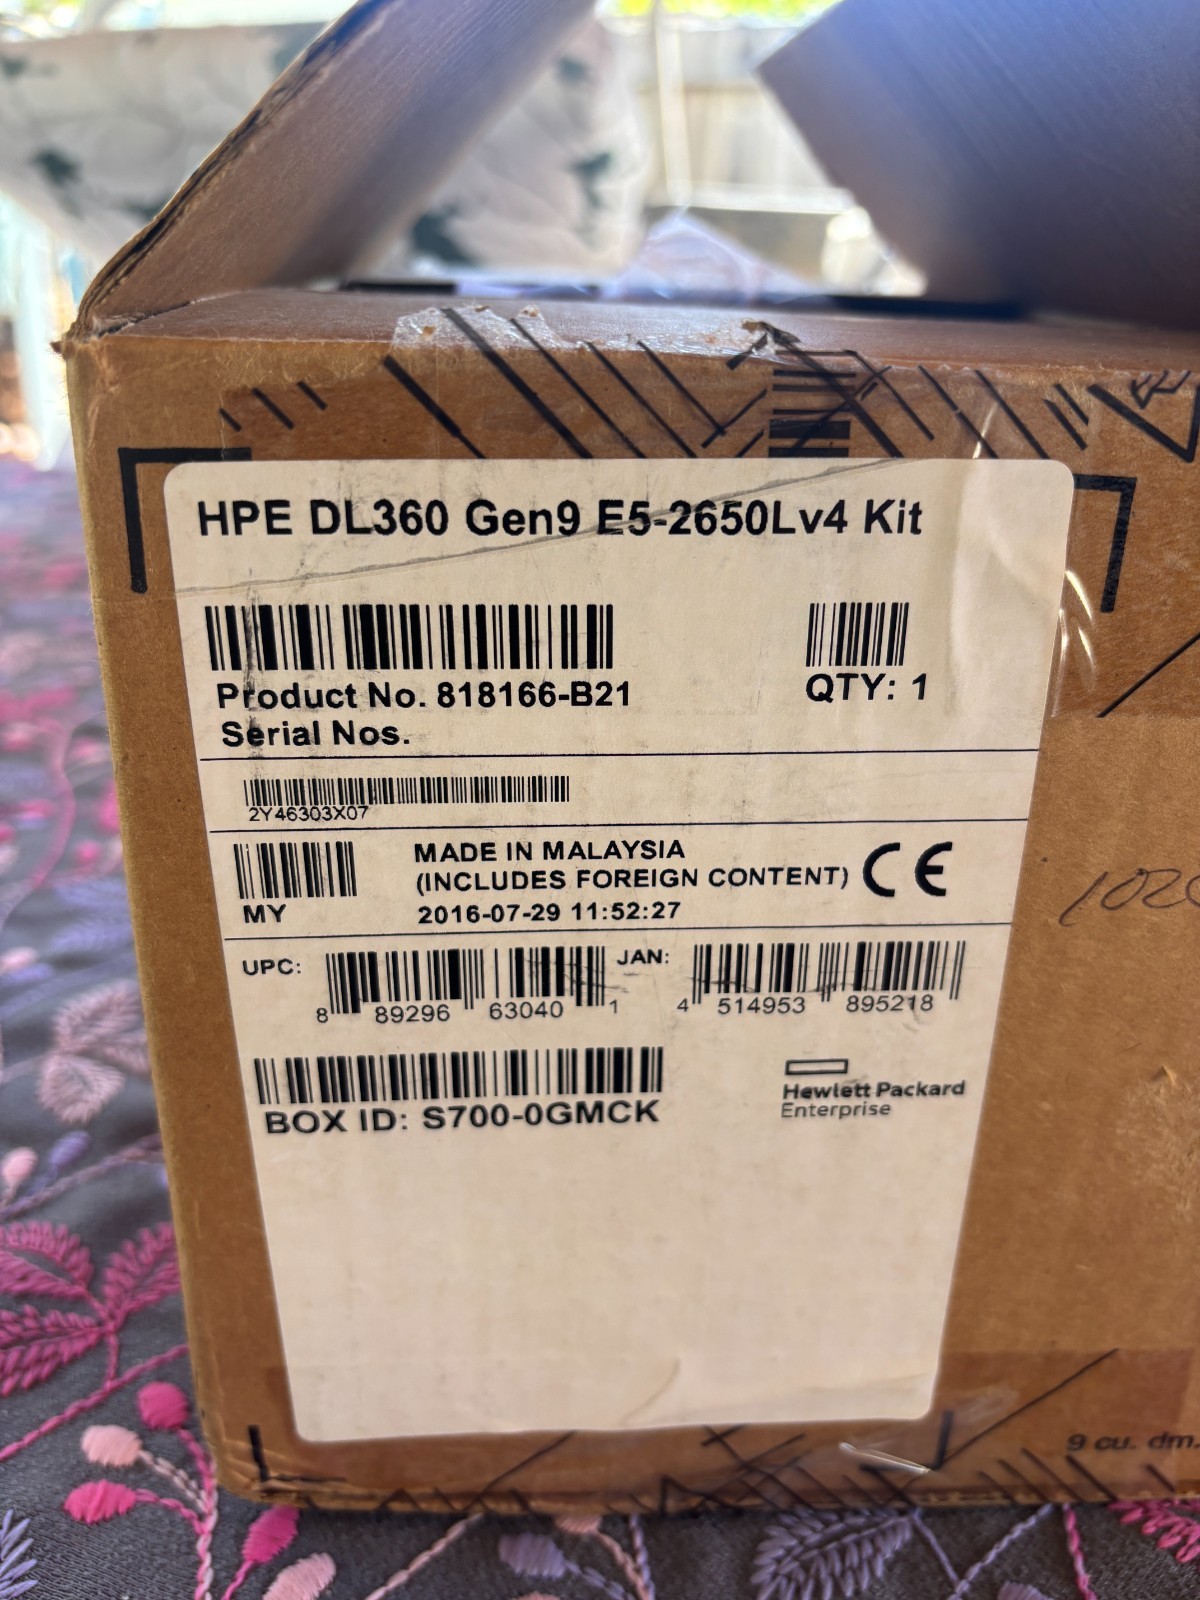 HPE DL360 Gen9 E5-2650Lv4 Kit
Product No. 818166-B21
QTY: 1
Serial Nos.
2Y46303X07
MADE IN MALAYSIA
(INCLUDES FOREIGN CONTENT)
CE
MY
2016-07-29 11:52:27
UPC:
8 89296 63040 1
JAN:
4 514953 895218
BOX ID: S700-0GMCK
Hewlett Packard
Enterprise
102
9 cu. dm.